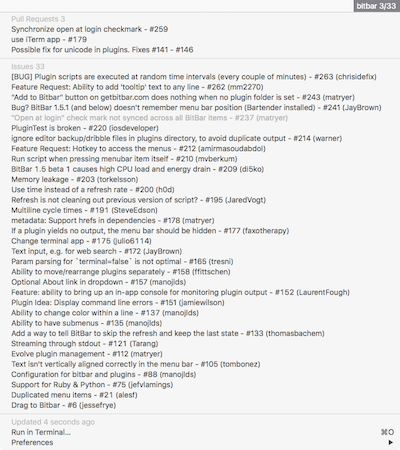 bitbar 3/33
Pull Requests 3
Synchronize open at login checkmark - #259
use iTerm app - #179
Possible fix for unicode in plugins. Fixes #141 - #146
Issues 33
[BUG] Plugin scripts are executed at random time intervals (every couple of minutes) - #263 (chrisidefix)
Feature Request: Ability to add 'tooltip' text to any line - #262 (mm2270)
"Add to Bitbar" button on getbitbar.com does nothing when no plugin folder is set - #243 (matryer)
Bug? BitBar 1.5.1 (and below) doesn't remember menu bar position (Bartender installed) - #241 (JayBrown)
"Open at login" check mark not synced across all BitBar items - #237 (matryer)
PluginTest is broken - #220 (iosdeveloper)
ignore editor backup/dribble files in plugins directory, to avoid duplicate output - #214 (warner)
Feature Request: Hotkey to access the menus - #212 (amirmasoudabdol)
Run script when pressing menubar item itself - #210 (mvberkum)
BitBar 1.5 beta 1 causes high CPU load and energy drain - #209 (di5ko)
Memory leakage - #203 (torkelsson)
Use time instead of a refresh rate - #200 (h0d)
Refresh is not cleaning out previous version of script? - #195 (JaredVogt)
Multiline cycle times - #191 (SteveEdson)
metadata: Support hrefs in dependencies - #178 (matryer)
If a plugin yields no output, the menu bar should be hidden - #177 (faxotherapy)
Change terminal app - #175 (julio6114)
Text input, e.g. for web search - #172 (JayBrown)
Param parsing for `terminal=false` is not optimal - #165 (tresni)
Ability to move/rearrange plugins separately - #158 (ffittschen)
Optional About link in dropdown - #157 (manojlds)
Feature: ability to bring up an in-app console for monitoring plugin output - #152 (LaurentFough)
Plugin Idea: Display command line errors - #151 (jamiewilson)
Ability to change color within a line - #137 (manojlds)
Ability to have submenus - #135 (manojlds)
Add a way to tell BitBar to skip the refresh and keep the last state - #133 (thomasbachem)
Streaming through stdout - #121 (Tarang)
Evolve plugin management - #112 (matryer)
Text isn't vertically aligned correctly in the menu bar - #105 (tombonez)
Configuration for bitbar and plugins - #88 (manojlds)
Support for Ruby & Python - #75 (jefvlamings)
Duplicated menu items - #21 (alesf)
Drag to Bitbar - #6 (jessefrye)
Updated 4 seconds ago
Run in Terminal... ⌘O
Preferences ▶